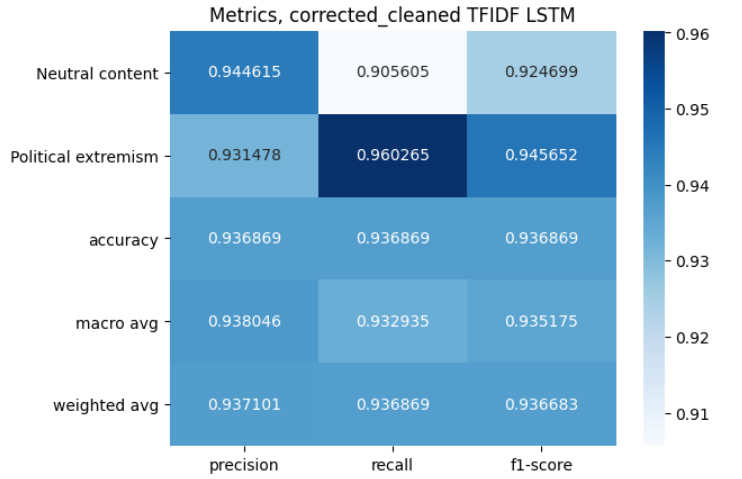 Metrics, corrected_cleaned TFIDF LSTM
Neutral content 0.944615 0.905605 0.924699
Political extremism 0.931478 0.960265 0.945652
accuracy 0.936869 0.936869 0.936869
macro avg 0.938046 0.932935 0.935175
weighted avg 0.937101 0.936869 0.936683
precision recall f1-score
0.96
0.95
0.94
0.93
0.92
0.91